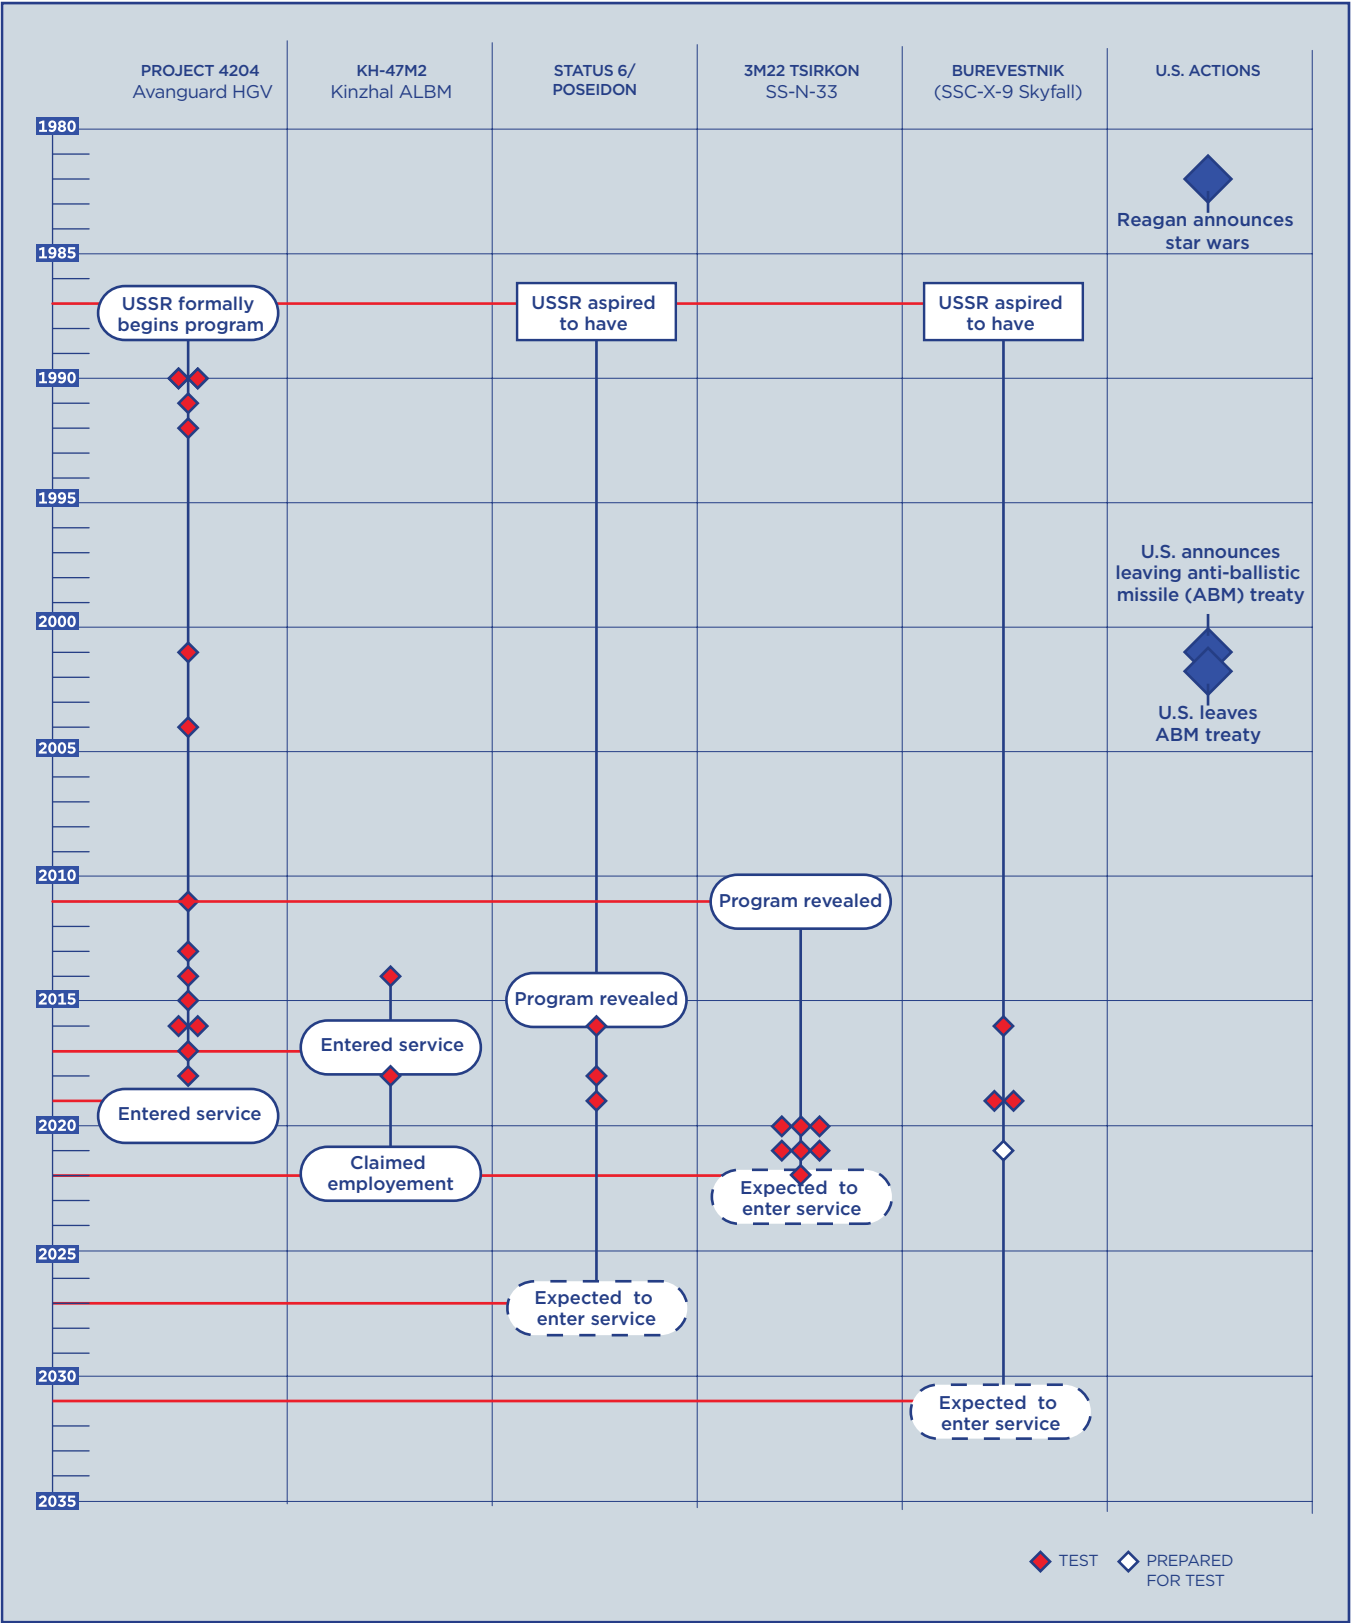 PROJECT 4204
Avanguard HGV
KH-47M2
Kinzhal ALBM
STATUS 6/
POSEIDON
3M22 TSIRKON
SS-N-33
BUREVESTNIK
(SSC-X-9 Skyfall)
U.S. ACTIONS
1980
Reagan announces
star wars
1985
USSR formally
begins program
USSR aspired
to have
USSR aspired
to have
1990
1995
U.S. announces
leaving anti-ballistic
missile (ABM) treaty
2000
U.S. leaves
ABM treaty
2005
2010
Program revealed
2015
Program revealed
Entered service
Entered service
2020
Claimed
employement
Expected to
enter service
2025
Expected to
enter service
2030
Expected to
enter service
2035
TEST
PREPARED
FOR TEST